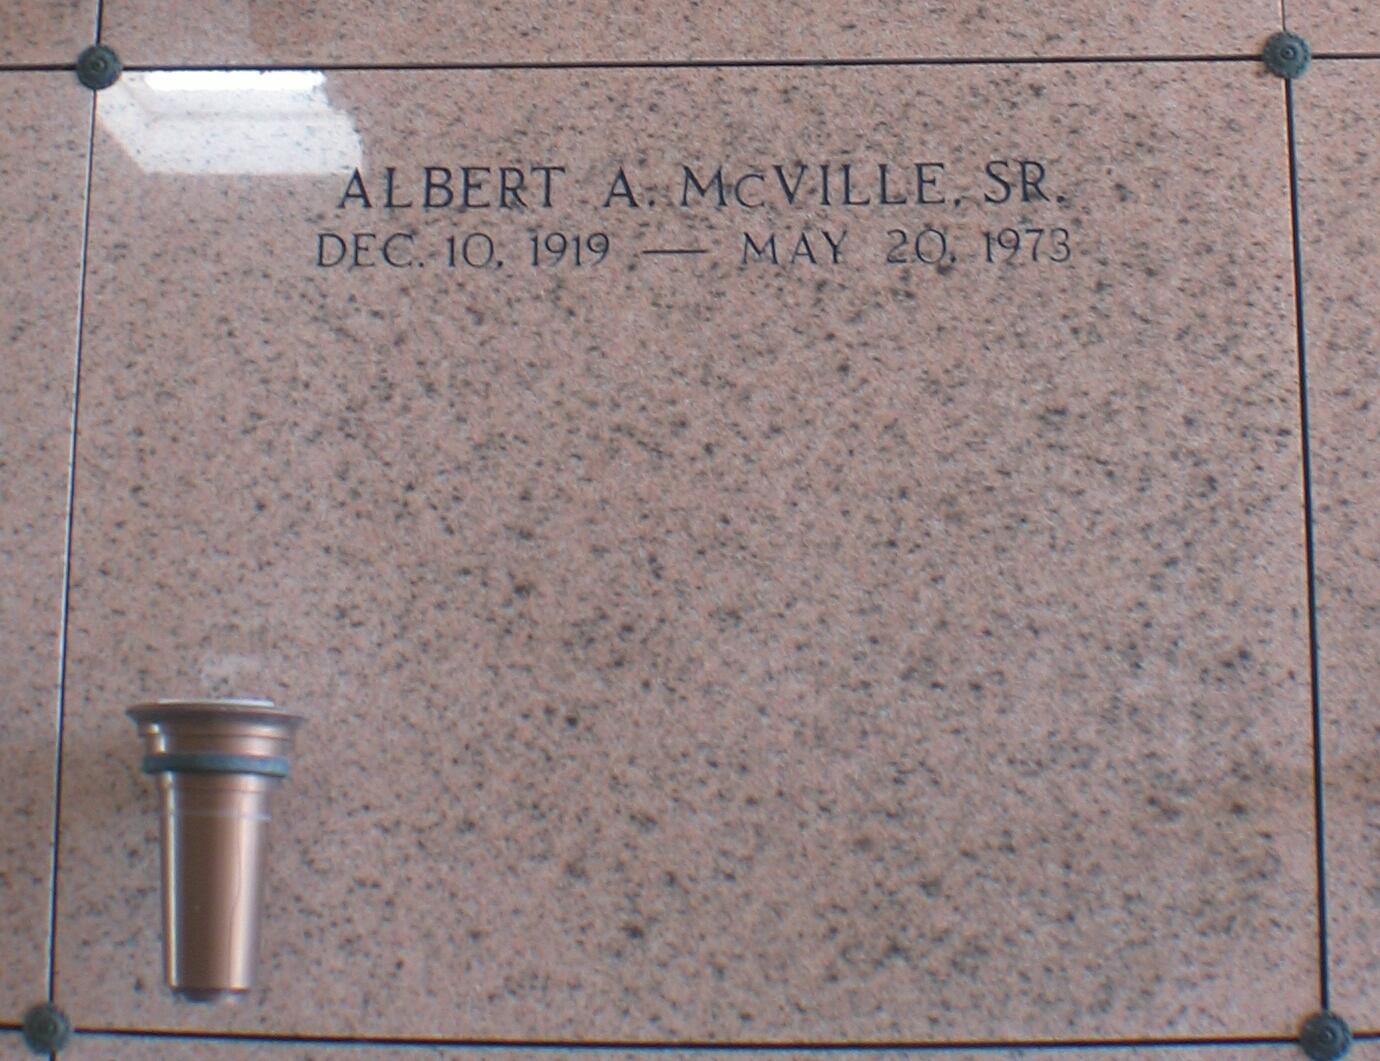 ALBERT A. McVILLE, SR.
DEC. 10, 1919 — MAY 20, 1973